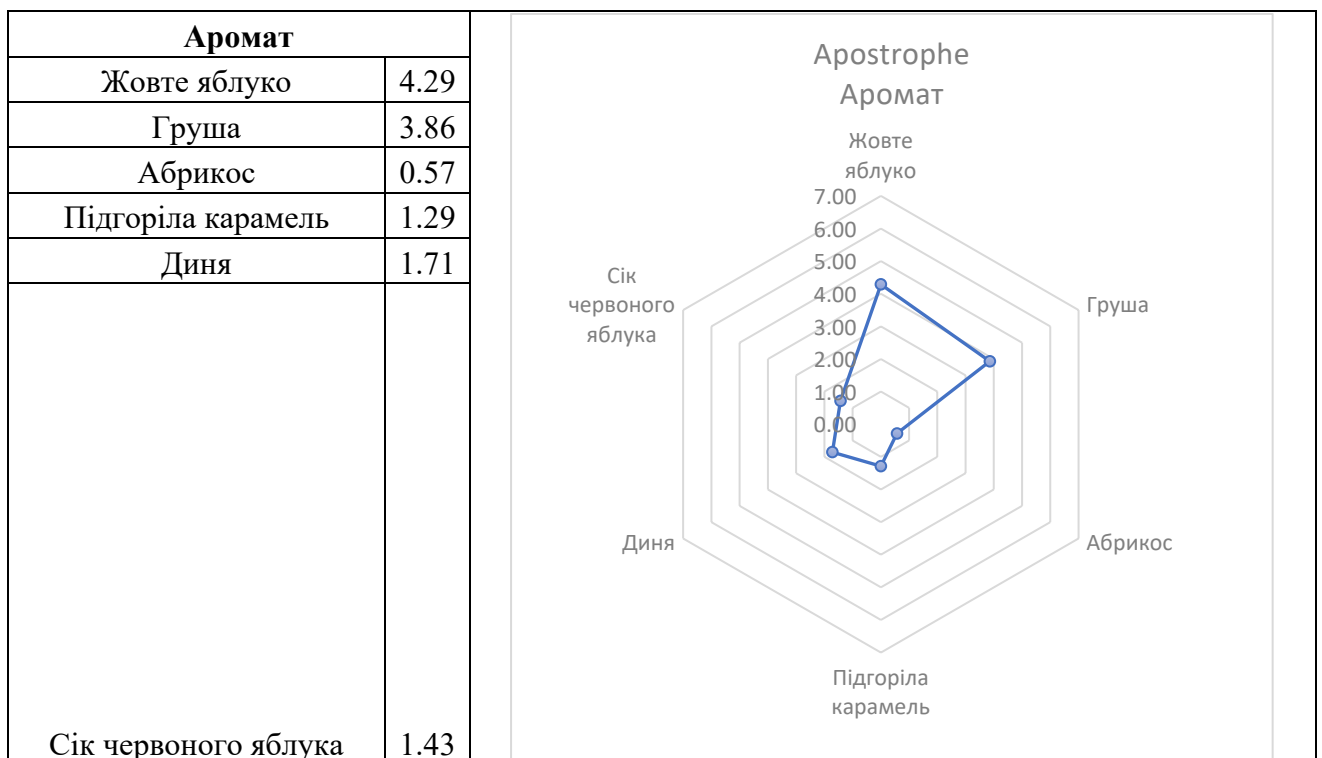 Аромат
Жовте яблуко 4.29
Груша 3.86
Абрикос 0.57
Підгоріла карамель 1.29
Диня 1.71
Сік червоного яблука 1.43
Apostrophe
Аромат
Жовте
яблуко
7.00
6.00
5.00
4.00
3.00
2.00
1.00
0.00
Груша
Абрикос
Підгоріла
карамель
Диня
Сік
червоного
яблука